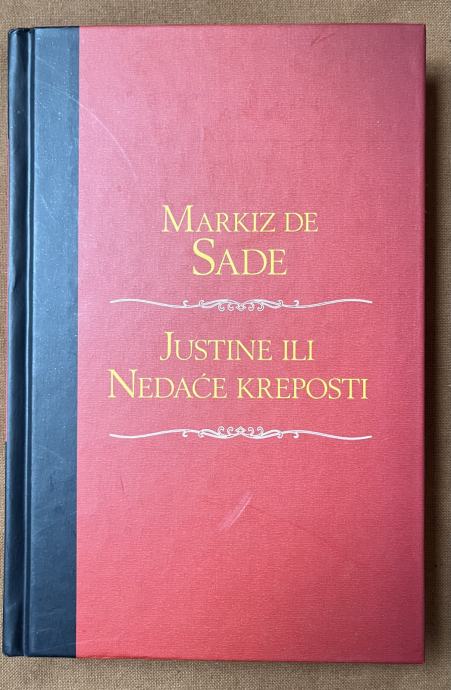 MARKIZ DE
SADE
JUSTINE ILI
NEDAĆE KREPOSTI